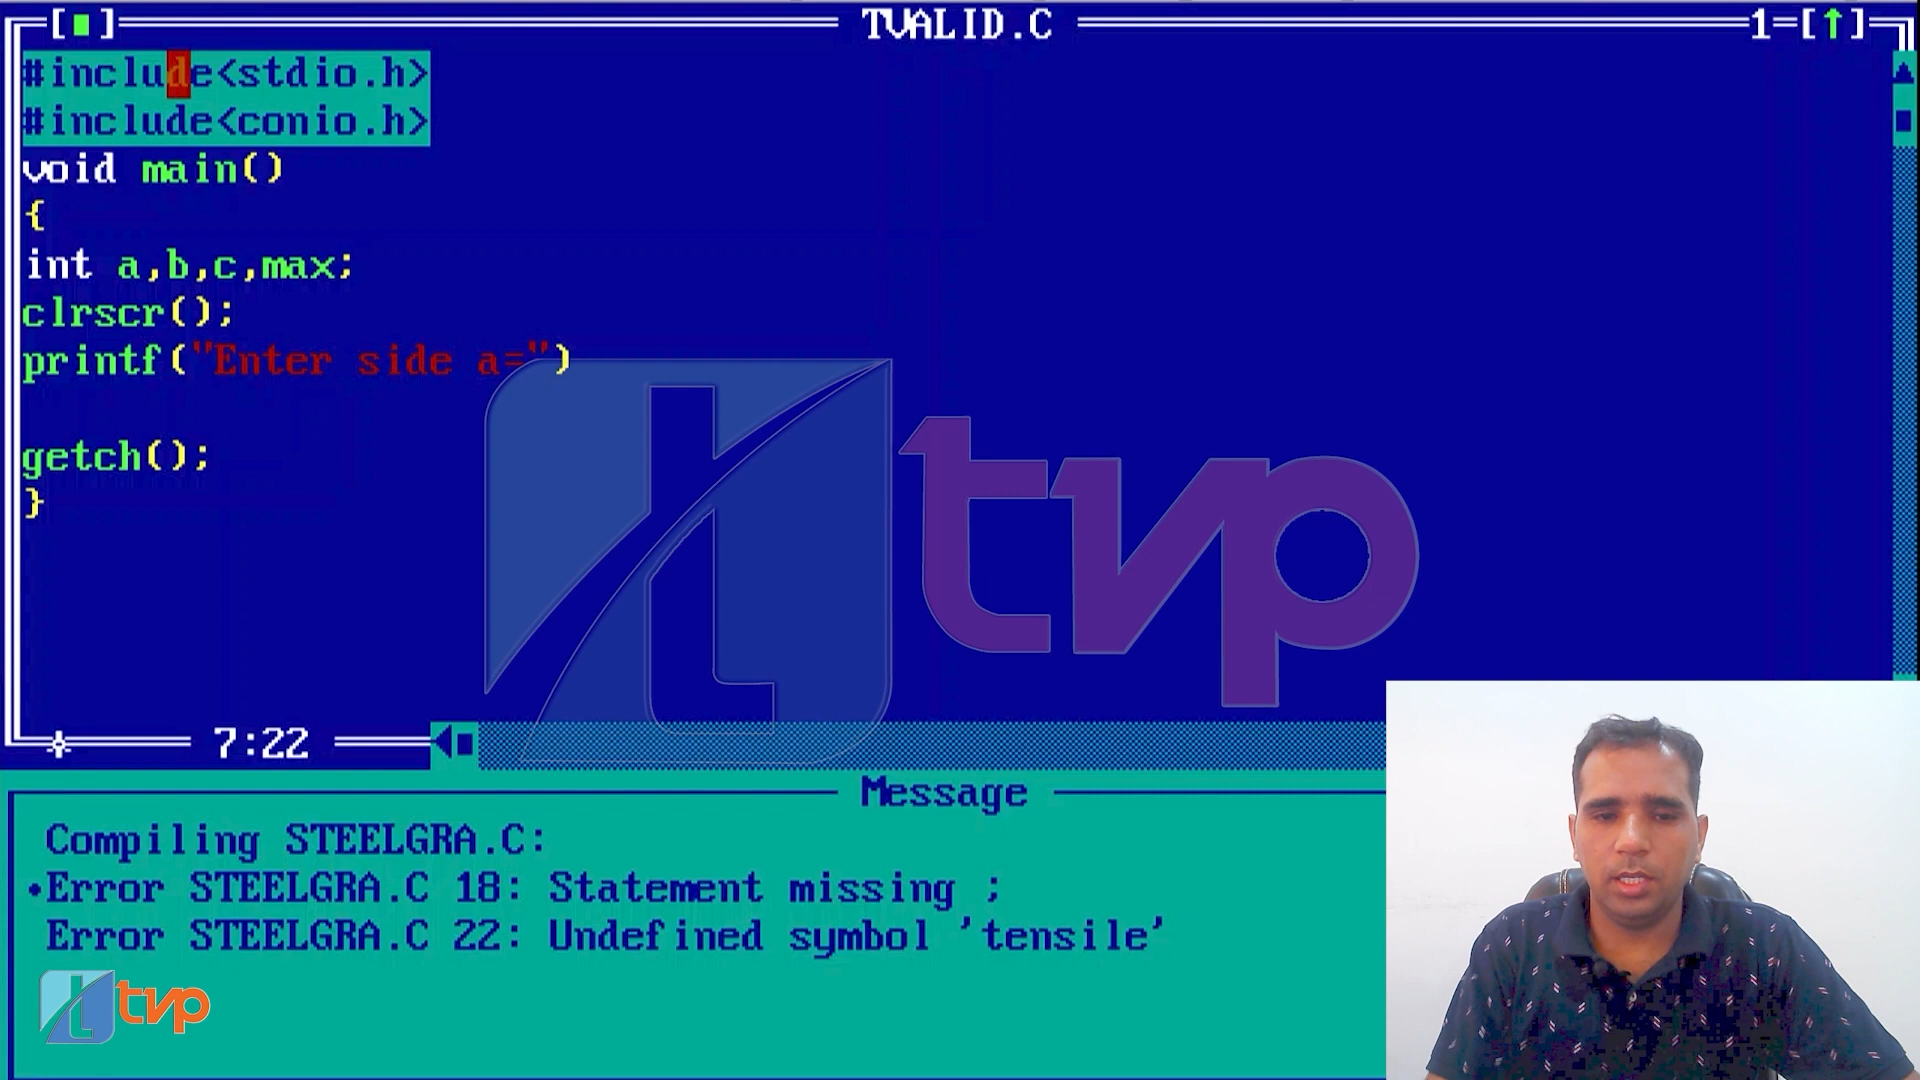 [■] TVALID.C 1=[↑]
#include<stdio.h>
#include<conio.h>
void main()
{
int a,b,c,max;
clrscr();
printf("Enter side a=")
getch();
}
tvp
7:22
Message
Compiling STEELGRA.C:
•Error STEELGRA.C 18: Statement missing ;
Error STEELGRA.C 22: Undefined symbol 'tensile'
tvp